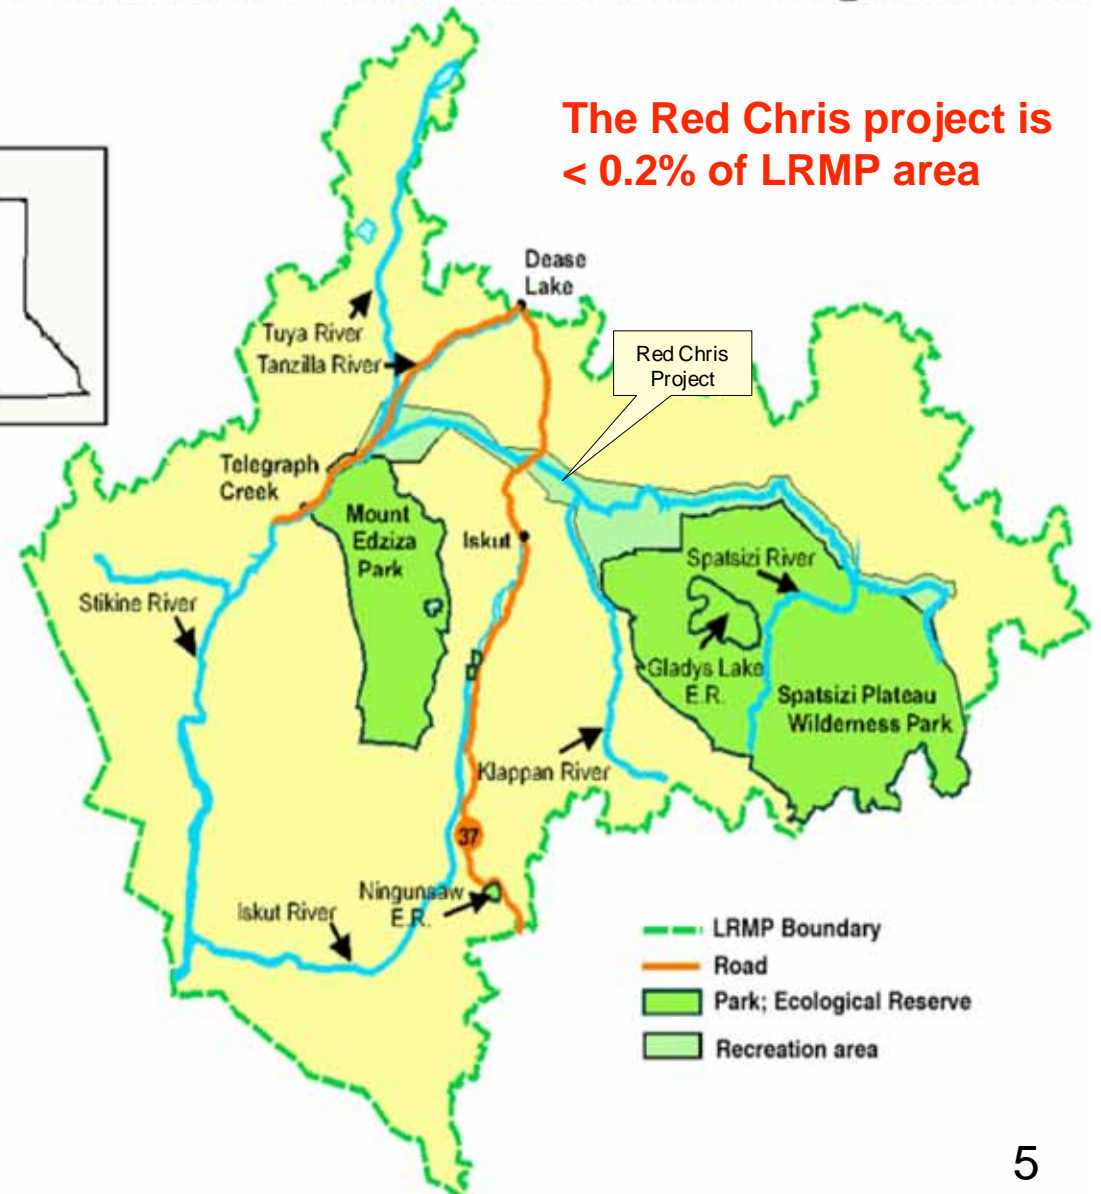 The Red Chris project is
< 0.2% of LRMP area
Dease
Lake
Tuya River
Tanzilla River
Red Chris
Project
Telegraph
Creek
Mount
Edziza
Park
Iskut
Spatsizi River
Stikine River
Gladys Lake
E.R.
Spatsizi Plateau
Wilderness Park
Klappan River
37
Ningunsaw
E.R.
Iskut River
LRMP Boundary
Road
Park; Ecological Reserve
Recreation area
5